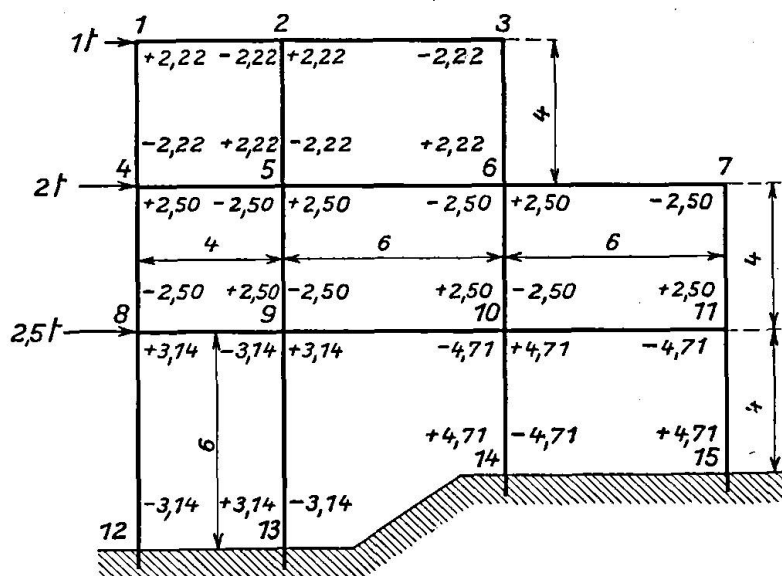 1 2 3
1t +2,22 -2,22 +2,22 -2,22
4
-2,22 +2,22 -2,22 +2,22
4 5 6 7
2t
+2,50 -2,50 +2,50 -2,50 +2,50 -2,50
4 6 6 4
-2,50 +2,50 -2,50 +2,50 -2,50 +2,50
8 9 10 11
2,5t
+3,14 -3,14 +3,14 -4,71 +4,71 -4,71
6 4
+4,71 -4,71 +4,71
14 15
-3,14 +3,14 -3,14
12 13